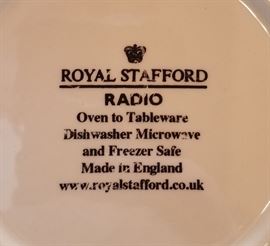 ROYAL STAFFORD
RADIO
Oven to Tableware
Dishwasher Microwave
and Freezer Safe
Made in England
www.royalstafford.co.uk